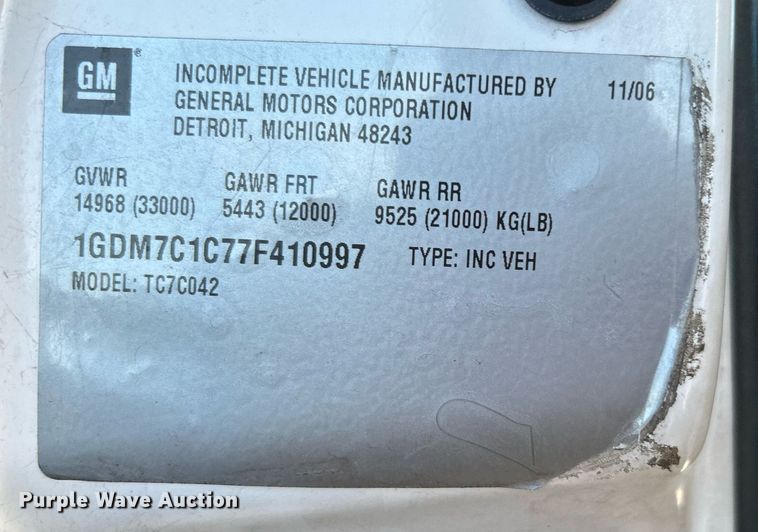 GM®
INCOMPLETE VEHICLE MANUFACTURED BY
GENERAL MOTORS CORPORATION
DETROIT, MICHIGAN 48243
11/06
GVWR GAWR FRT GAWR RR
14968 (33000) 5443 (12000) 9525 (21000) KG(LB)
1GDM7C1C77F410997 TYPE: INC VEH
MODEL: TC7C042
Purple Wave Auction